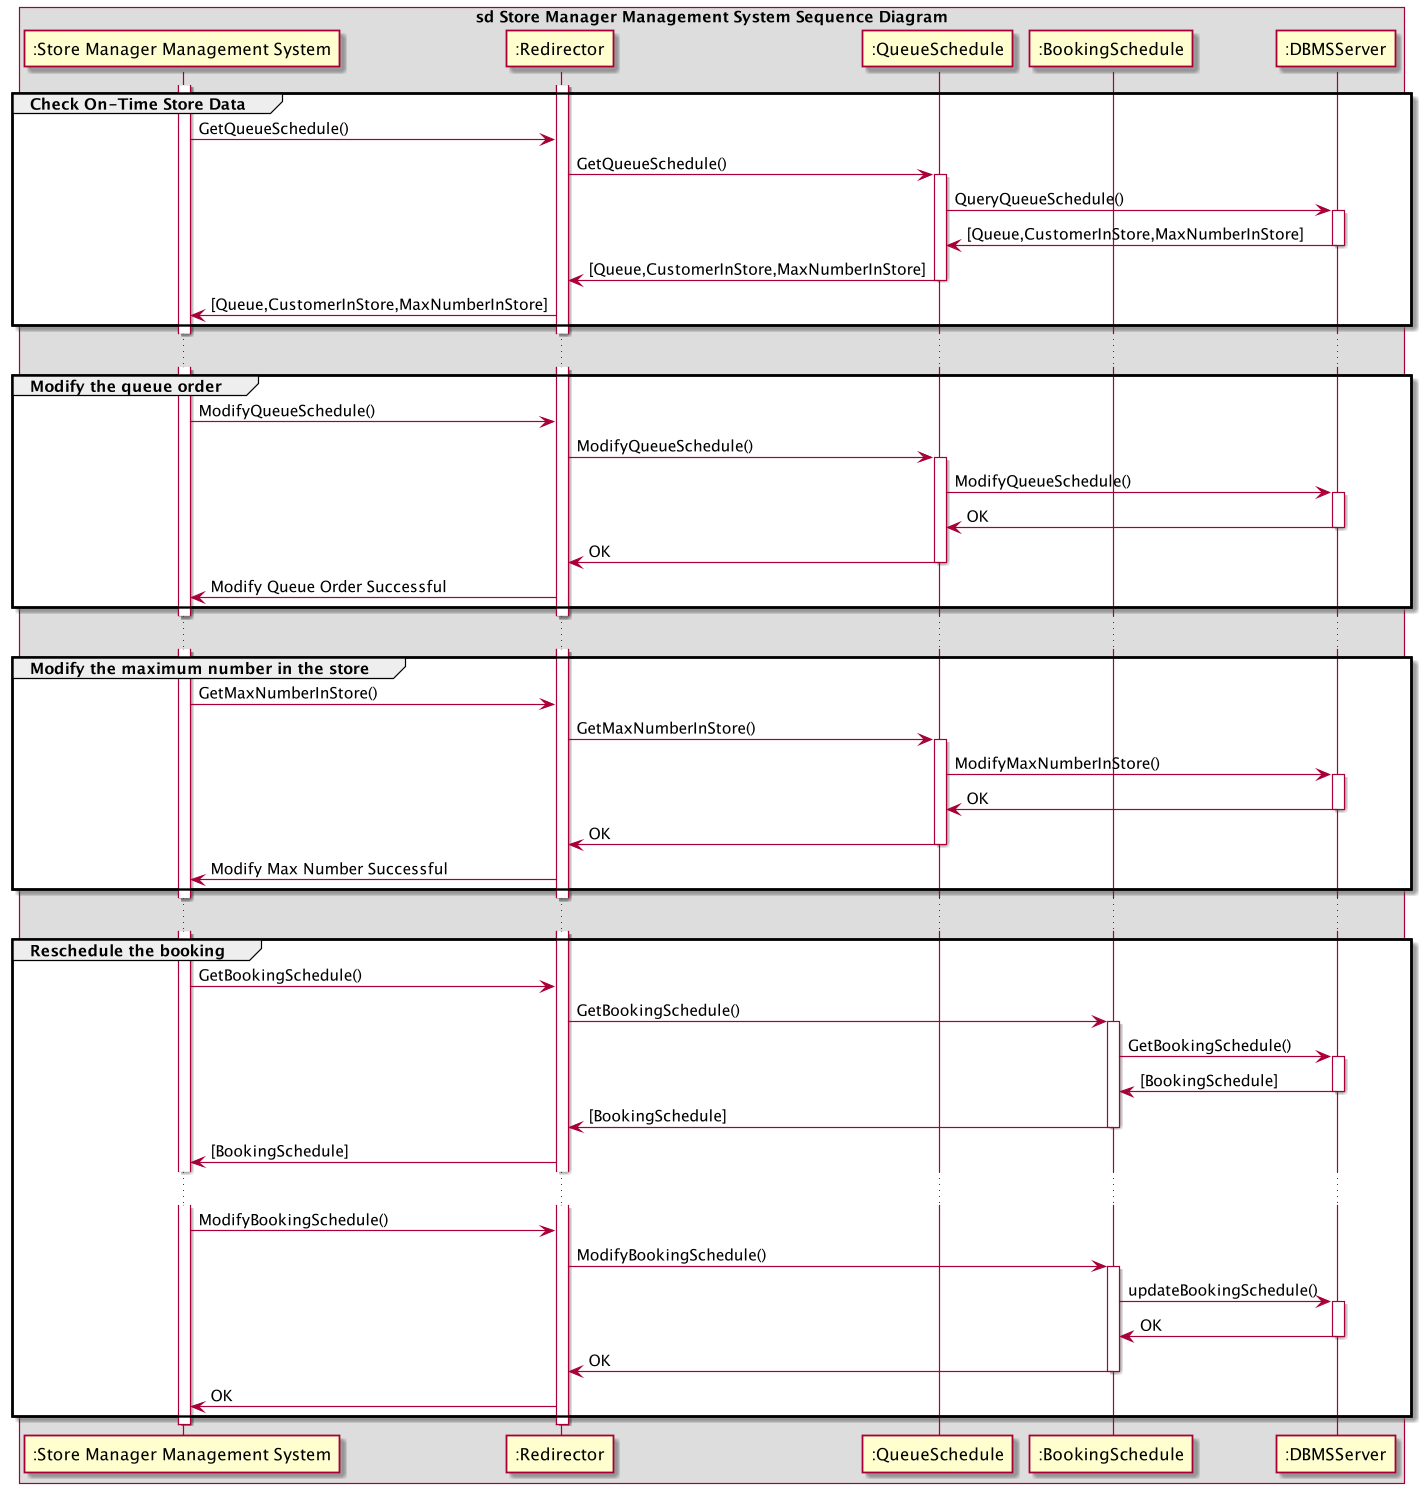 sd Store Manager Management System Sequence Diagram
:Store Manager Management System :Redirector :QueueSchedule :BookingSchedule :DBMSServer
Check On-Time Store Data
GetQueueSchedule()
GetQueueSchedule()
QueryQueueSchedule()
[Queue,CustomerInStore,MaxNumberInStore]
[Queue,CustomerInStore,MaxNumberInStore]
[Queue,CustomerInStore,MaxNumberInStore]
Modify the queue order
ModifyQueueSchedule()
ModifyQueueSchedule()
ModifyQueueSchedule()
OK
OK
Modify Queue Order Successful
Modify the maximum number in the store
GetMaxNumberInStore()
GetMaxNumberInStore()
ModifyMaxNumberInStore()
OK
OK
Modify Max Number Successful
Reschedule the booking
GetBookingSchedule()
GetBookingSchedule()
GetBookingSchedule()
[BookingSchedule]
[BookingSchedule]
[BookingSchedule]
ModifyBookingSchedule()
ModifyBookingSchedule()
updateBookingSchedule()
OK
OK
OK
:Store Manager Management System :Redirector :QueueSchedule :BookingSchedule :DBMSServer